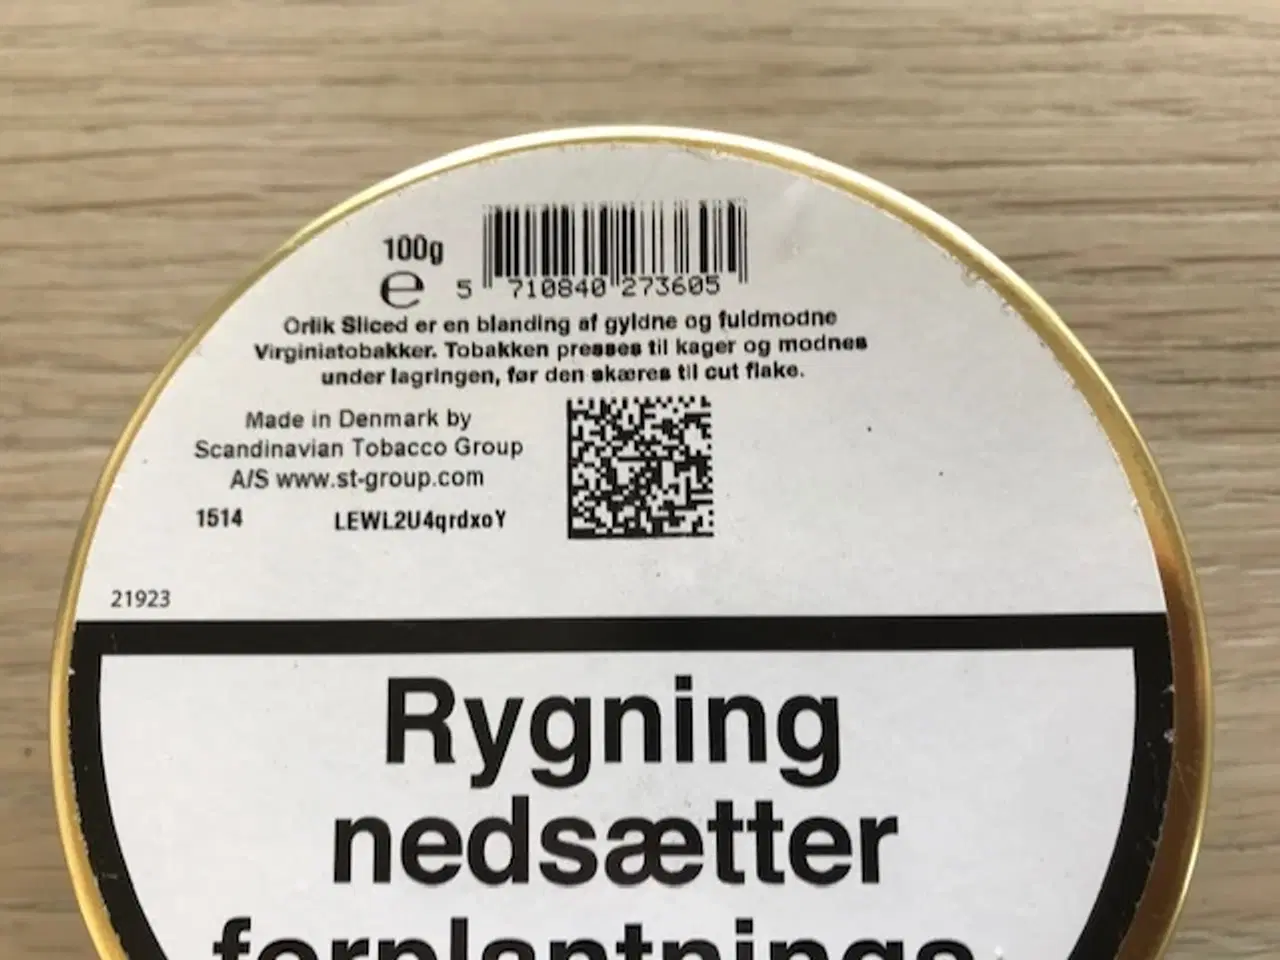 100g
℮ 5 710840 273605
Orlik Sliced er en blanding af gyldne og fuldmodne
Virginiatobakker. Tobakken presses til kager og modnes
under lagringen, før den skæres til cut flake.
Made in Denmark by
Scandinavian Tobacco Group
A/S www.st-group.com
1514 LEWL2U4qrdxoY
21923
Rygning
nedsætter
forplantnings-